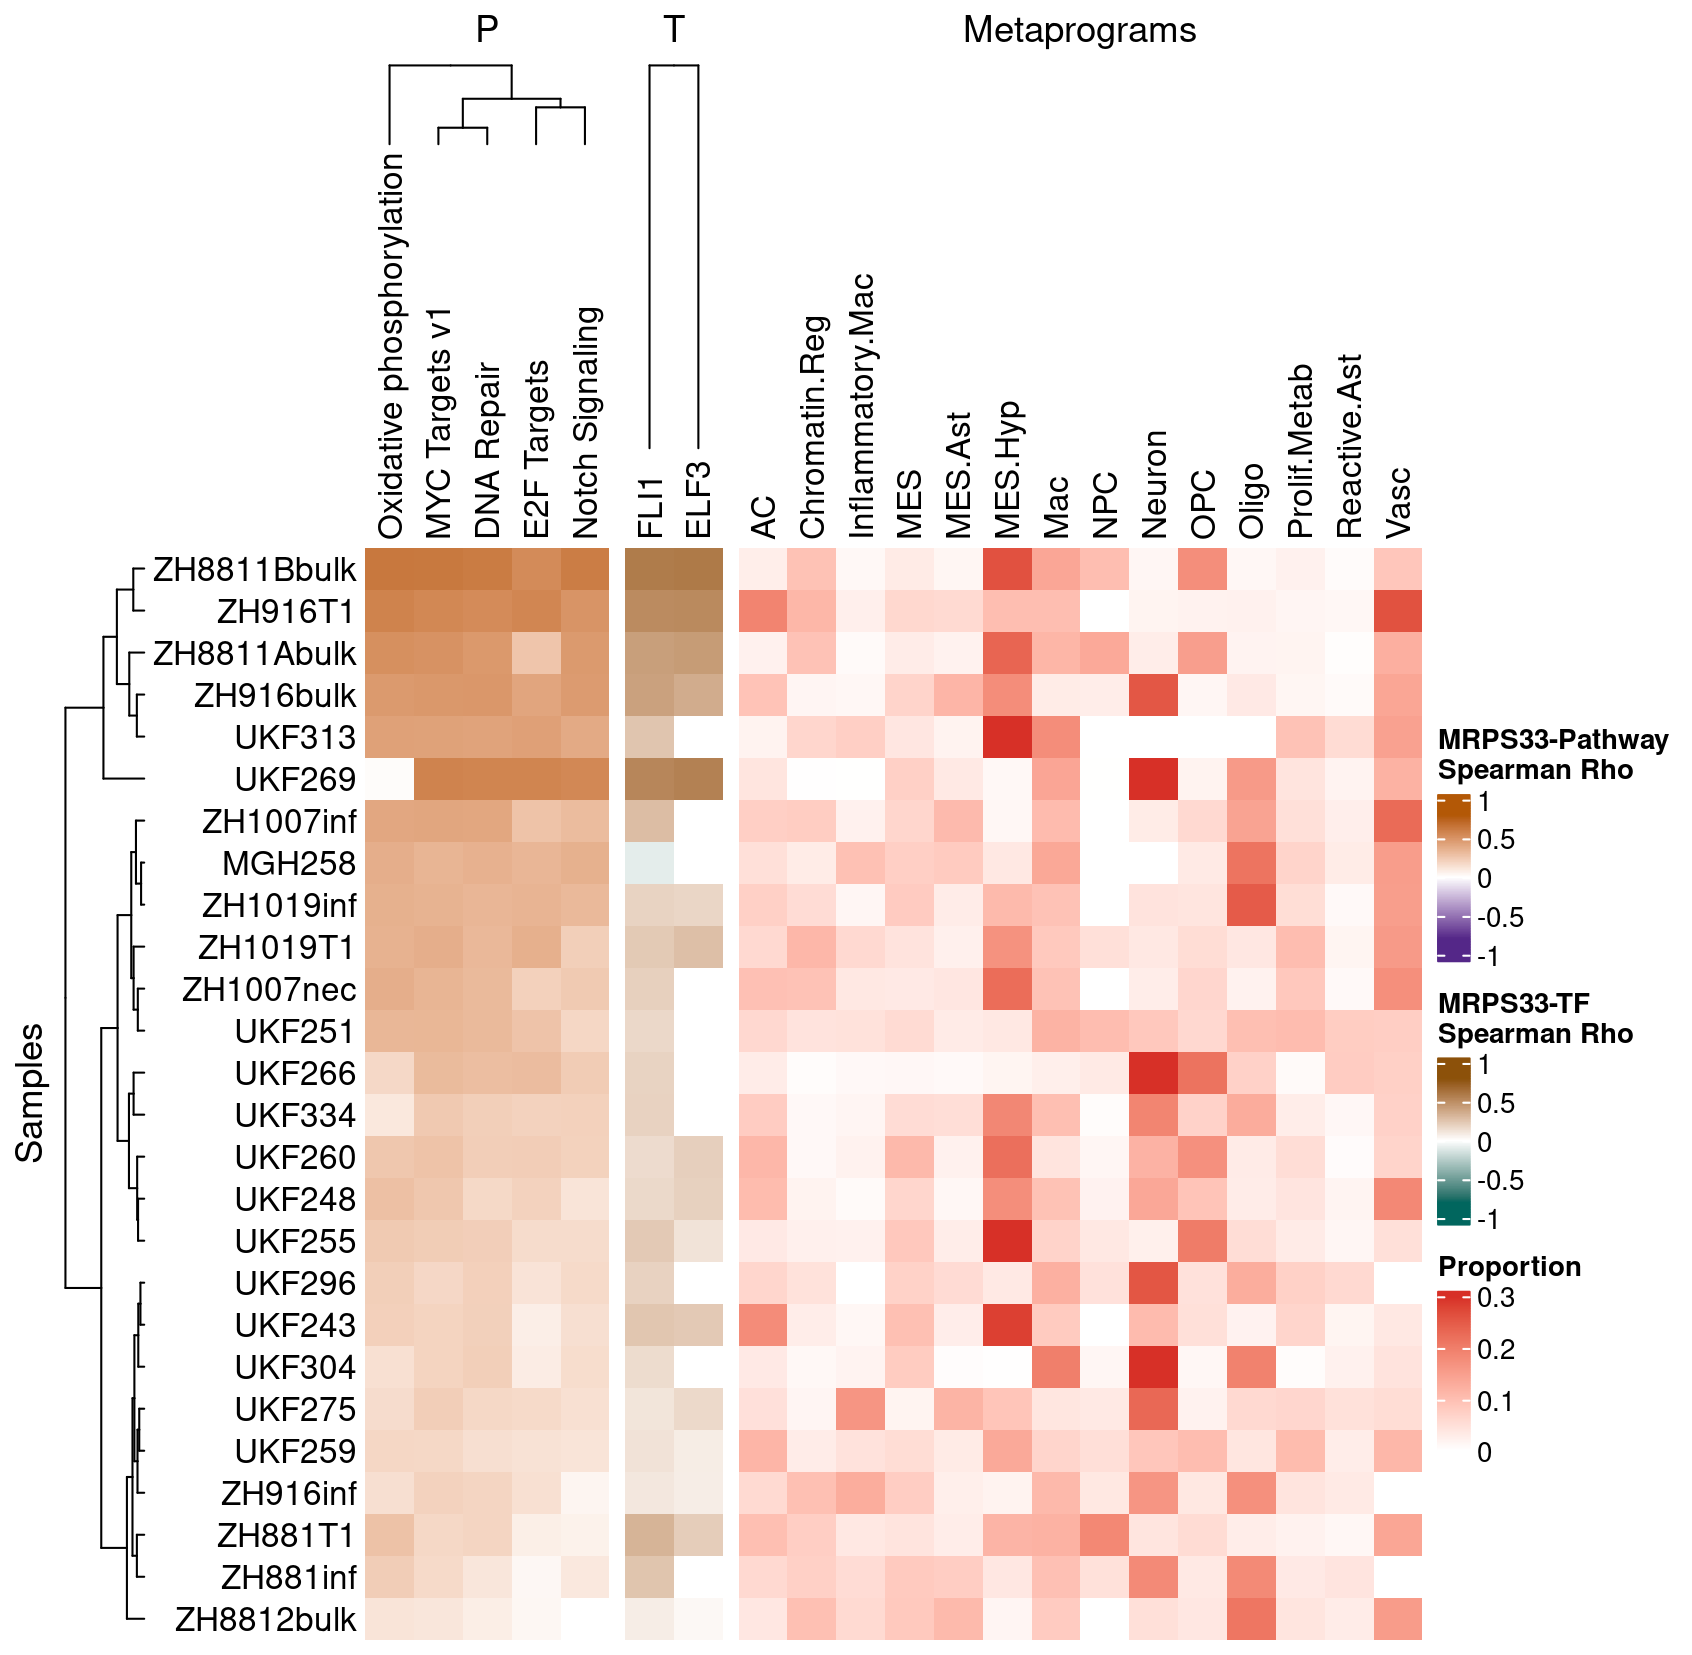 P T Metaprograms
Oxidative phosphorylation
MYC Targets v1
DNA Repair
E2F Targets
Notch Signaling
FLI1
ELF3
AC
Chromatin.Reg
Inflammatory.Mac
MES
MES.Ast
MES.Hyp
Mac
NPC
Neuron
OPC
Oligo
Prolif.Metab
Reactive.Ast
Vasc
Samples
ZH8811Bbulk
ZH916T1
ZH8811Abulk
ZH916bulk
UKF313
UKF269
ZH1007inf
MGH258
ZH1019inf
ZH1019T1
ZH1007nec
UKF251
UKF266
UKF334
UKF260
UKF248
UKF255
UKF296
UKF243
UKF304
UKF275
UKF259
ZH916inf
ZH881T1
ZH881inf
ZH8812bulk
MRPS33-Pathway
Spearman Rho
1
0.5
0
-0.5
-1
MRPS33-TF
Spearman Rho
1
0.5
0
-0.5
-1
Proportion
0.3
0.2
0.1
0